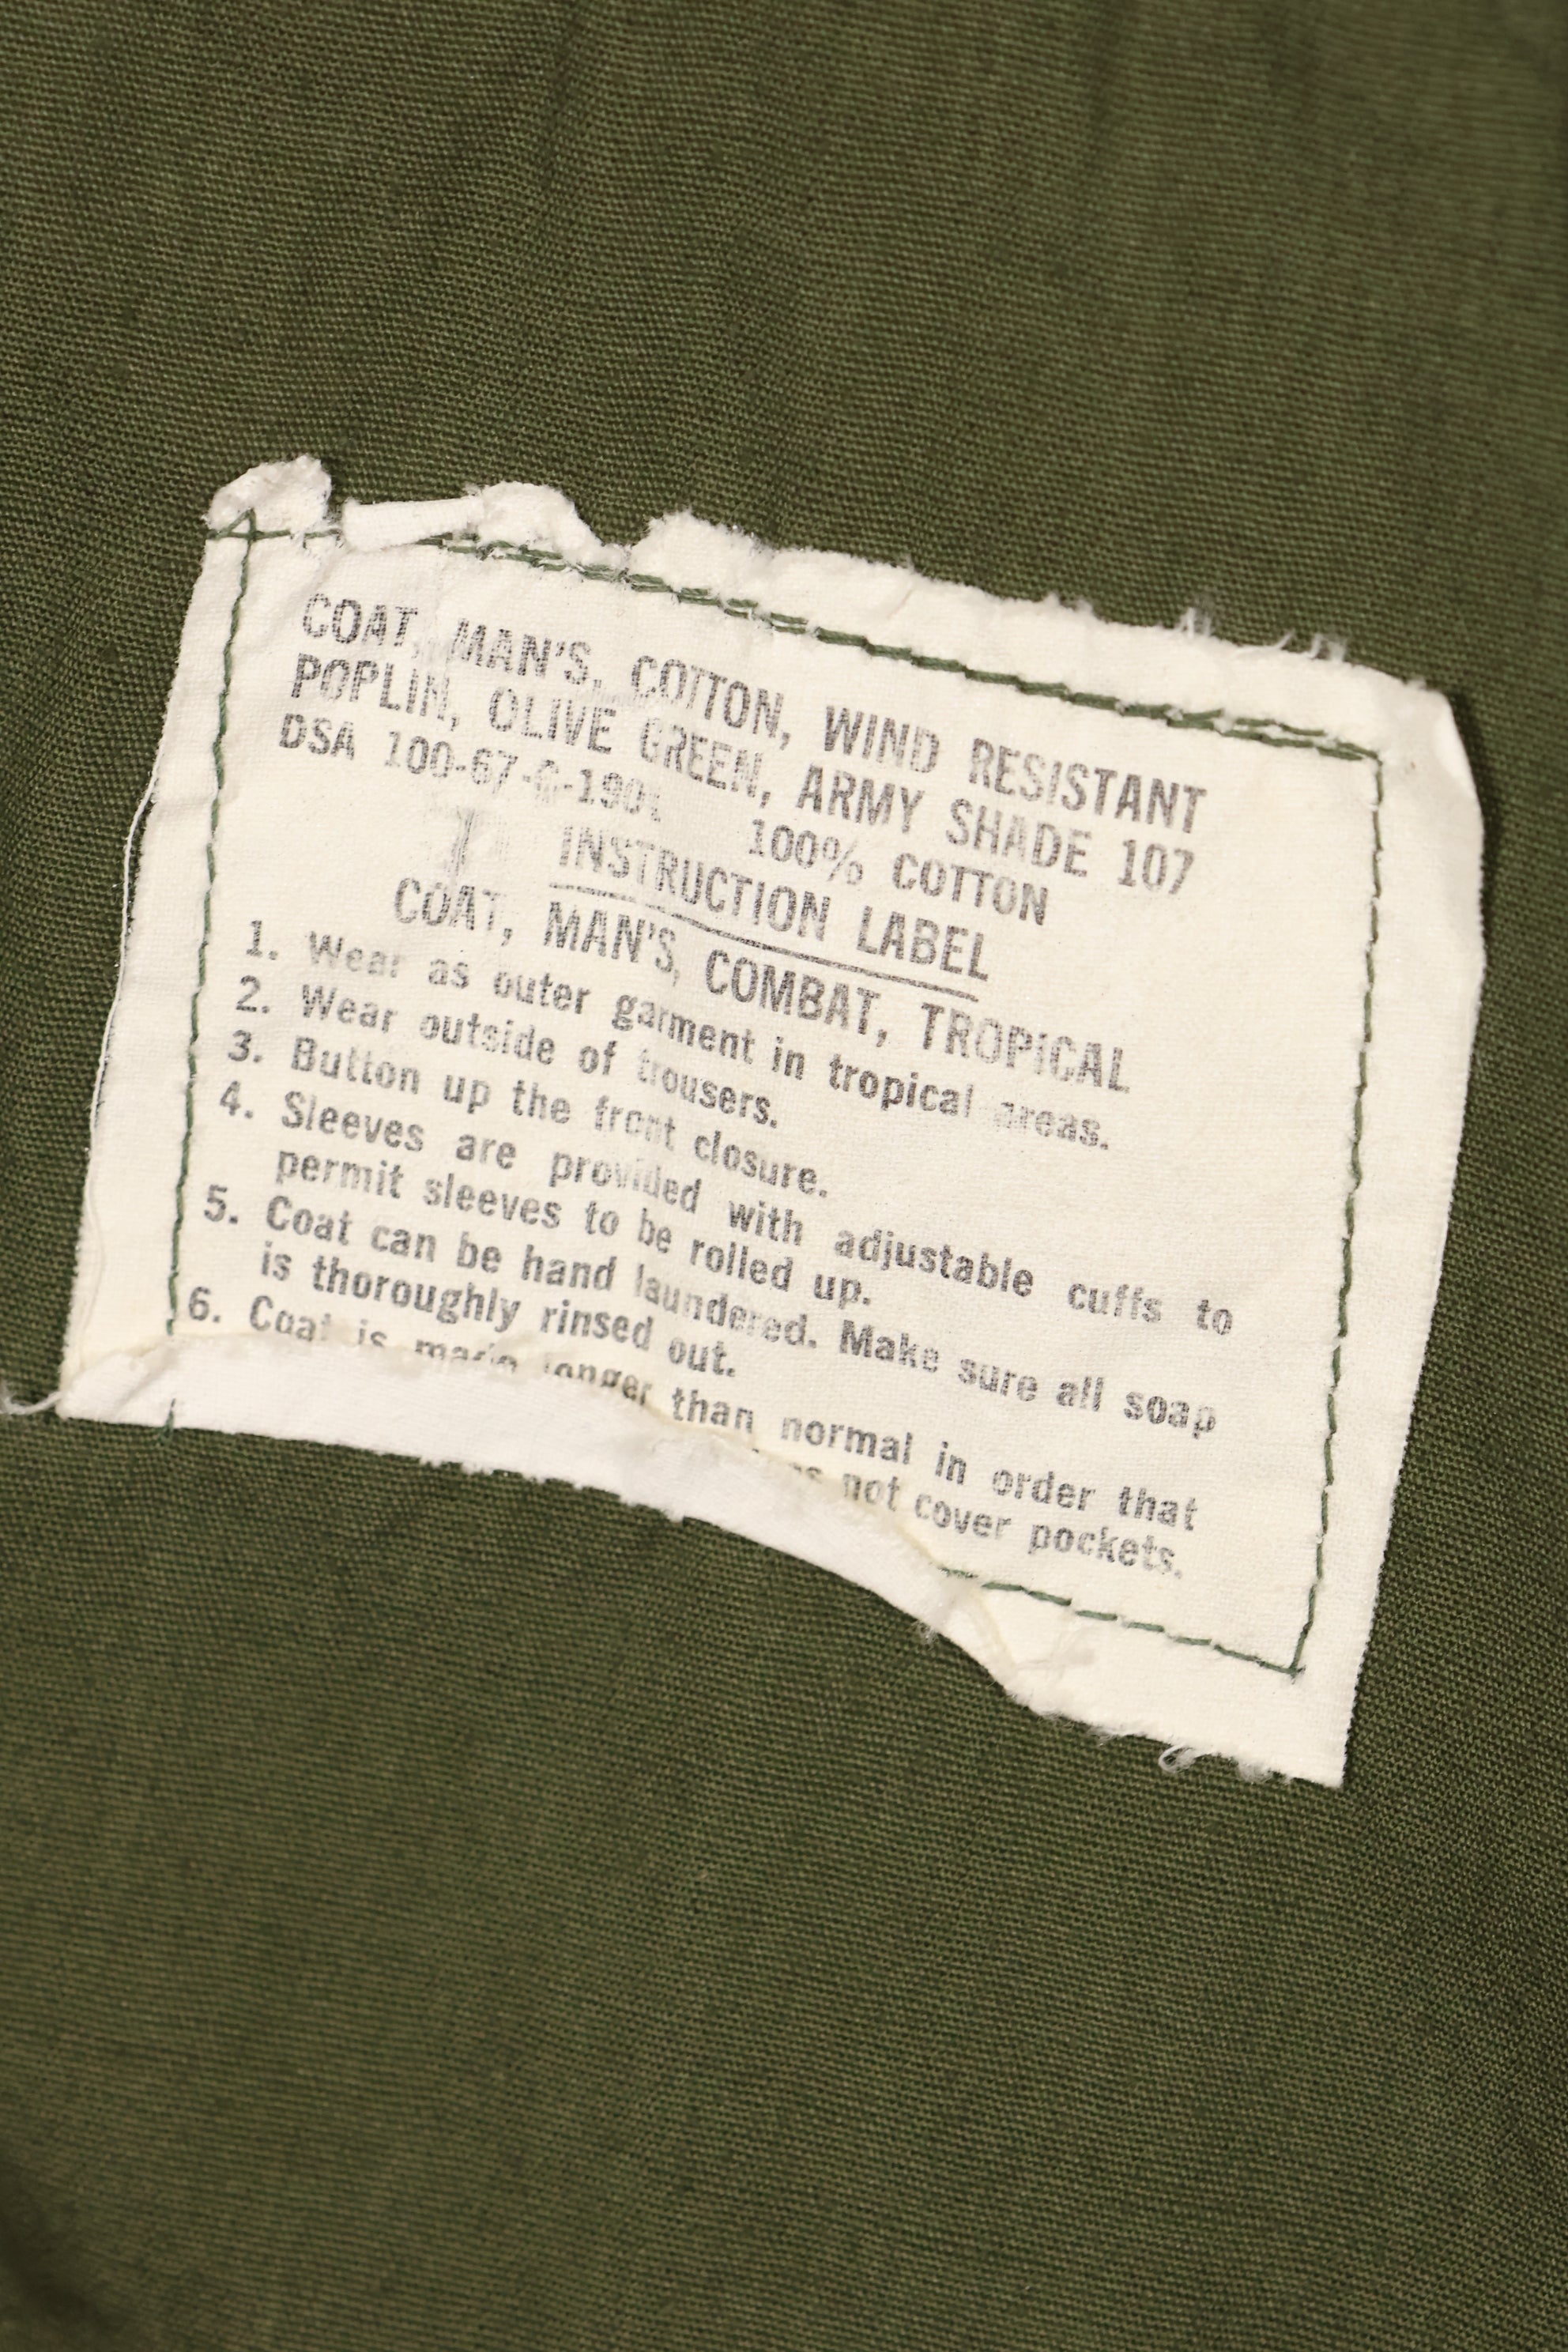 COAT, MAN'S, COTTON, WIND RESISTANT
POPLIN, OLIVE GREEN, ARMY SHADE 107
DSA 100-67-C-1901 100% COTTON
INSTRUCTION LABEL
COAT, MAN'S, COMBAT, TROPICAL
1. Wear as outer garment in tropical areas.
2. Wear outside of trousers.
3. Button up the front closure.
4. Sleeves are provided with adjustable cuffs to
permit sleeves to be rolled up.
5. Coat can be hand laundered. Make sure all soap
is thoroughly rinsed out.
6. Coat is made longer than normal in order that
not cover pockets.